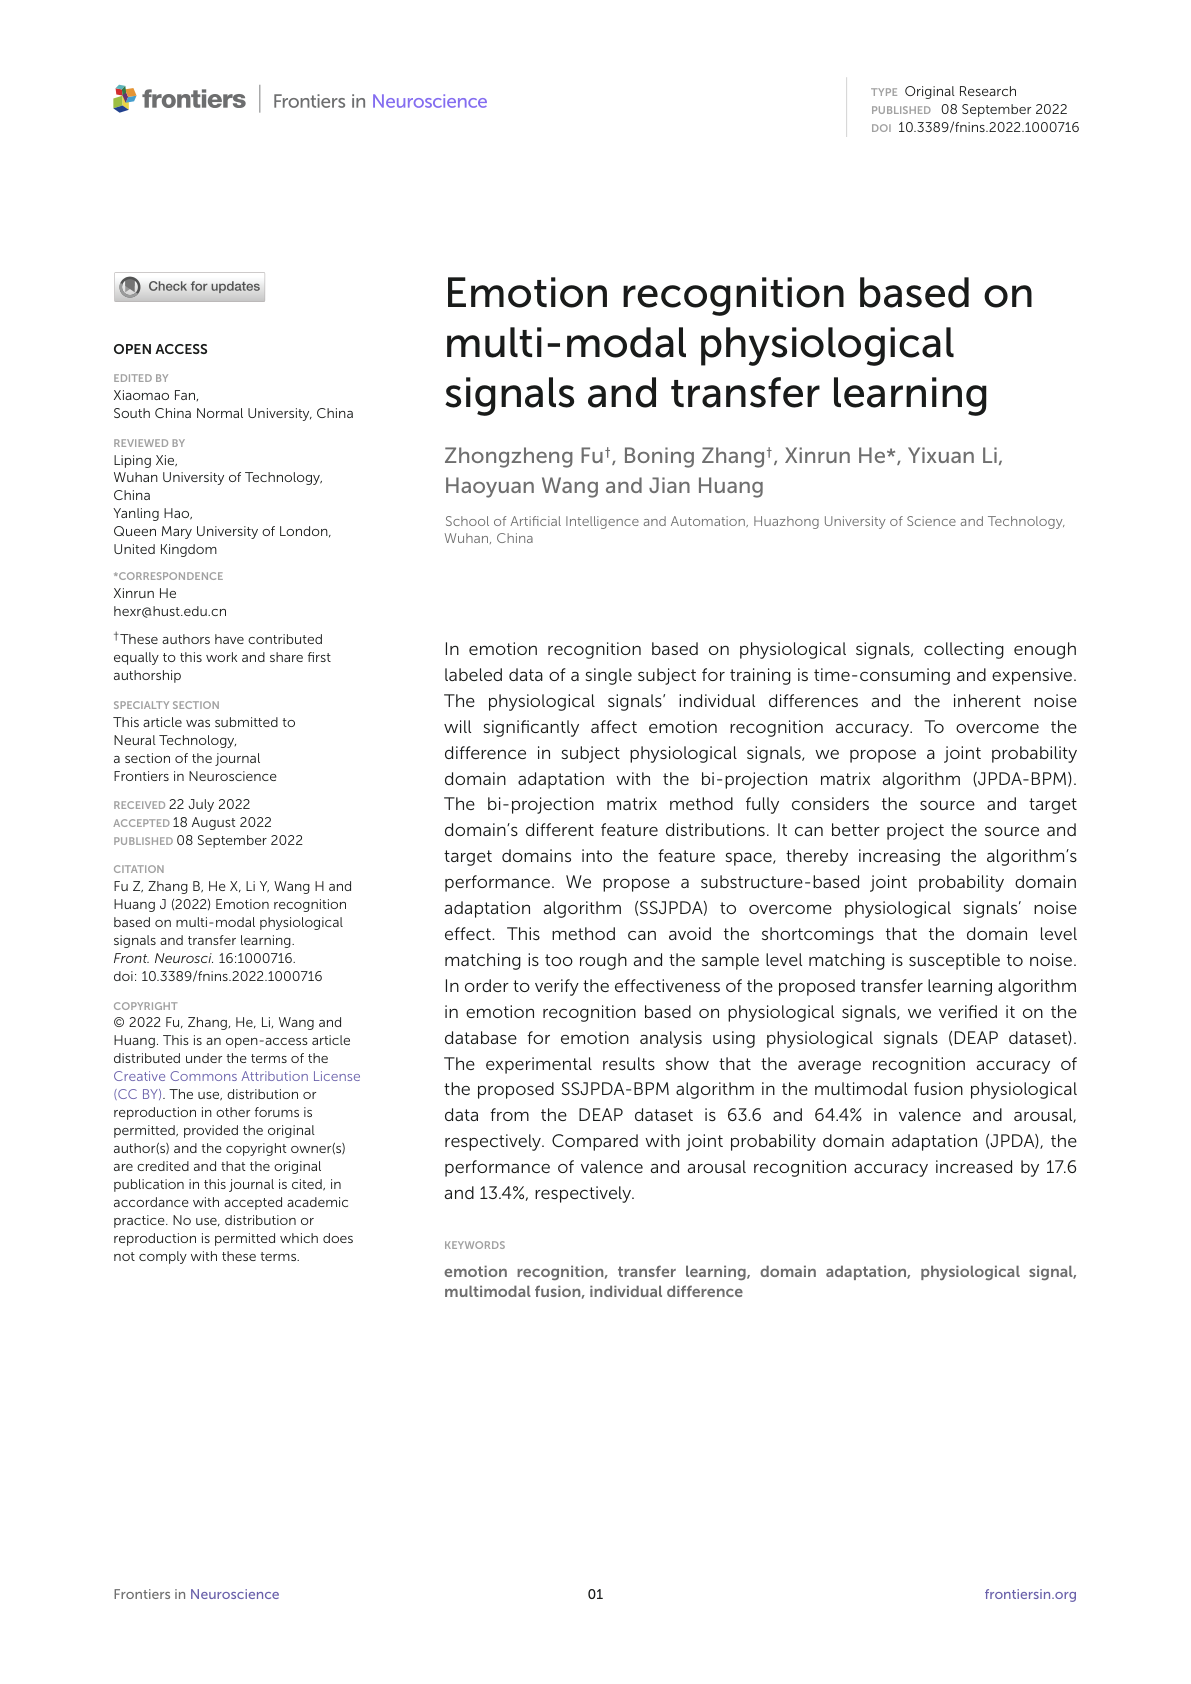 frontiers
Frontiers in Neuroscience
TYPE Original Research
PUBLISHED 08 September 2022
DOI 10.3389/fnins.2022.1000716
Check for updates
OPEN ACCESS
EDITED BY
Xiaomao Fan,
South China Normal University, China
REVIEWED BY
Liping Xie,
Wuhan University of Technology,
China
Yanling Hao,
Queen Mary University of London,
United Kingdom
*CORRESPONDENCE
Xinrun He
hexr@hust.edu.cn
†These authors have contributed
equally to this work and share first
authorship
SPECIALTY SECTION
This article was submitted to
Neural Technology,
a section of the journal
Frontiers in Neuroscience
RECEIVED 22 July 2022
ACCEPTED 18 August 2022
PUBLISHED 08 September 2022
CITATION
Fu Z, Zhang B, He X, Li Y, Wang H and
Huang J (2022) Emotion recognition
based on multi-modal physiological
signals and transfer learning.
Front. Neurosci. 16:1000716.
doi: 10.3389/fnins.2022.1000716
COPYRIGHT
© 2022 Fu, Zhang, He, Li, Wang and
Huang. This is an open-access article
distributed under the terms of the
Creative Commons Attribution License
(CC BY). The use, distribution or
reproduction in other forums is
permitted, provided the original
author(s) and the copyright owner(s)
are credited and that the original
publication in this journal is cited, in
accordance with accepted academic
practice. No use, distribution or
reproduction is permitted which does
not comply with these terms.
Emotion recognition based on
multi-modal physiological
signals and transfer learning
Zhongzheng Fu†, Boning Zhang†, Xinrun He*, Yixuan Li,
Haoyuan Wang and Jian Huang
School of Artificial Intelligence and Automation, Huazhong University of Science and Technology,
Wuhan, China
In emotion recognition based on physiological signals, collecting enough
labeled data of a single subject for training is time-consuming and expensive.
The physiological signals’ individual differences and the inherent noise
will significantly affect emotion recognition accuracy. To overcome the
difference in subject physiological signals, we propose a joint probability
domain adaptation with the bi-projection matrix algorithm (JPDA-BPM).
The bi-projection matrix method fully considers the source and target
domain’s different feature distributions. It can better project the source and
target domains into the feature space, thereby increasing the algorithm’s
performance. We propose a substructure-based joint probability domain
adaptation algorithm (SSJPDA) to overcome physiological signals’ noise
effect. This method can avoid the shortcomings that the domain level
matching is too rough and the sample level matching is susceptible to noise.
In order to verify the effectiveness of the proposed transfer learning algorithm
in emotion recognition based on physiological signals, we verified it on the
database for emotion analysis using physiological signals (DEAP dataset).
The experimental results show that the average recognition accuracy of
the proposed SSJPDA-BPM algorithm in the multimodal fusion physiological
data from the DEAP dataset is 63.6 and 64.4% in valence and arousal,
respectively. Compared with joint probability domain adaptation (JPDA), the
performance of valence and arousal recognition accuracy increased by 17.6
and 13.4%, respectively.
KEYWORDS
emotion recognition, transfer learning, domain adaptation, physiological signal,
multimodal fusion, individual difference
Frontiers in Neuroscience
01
frontiersin.org